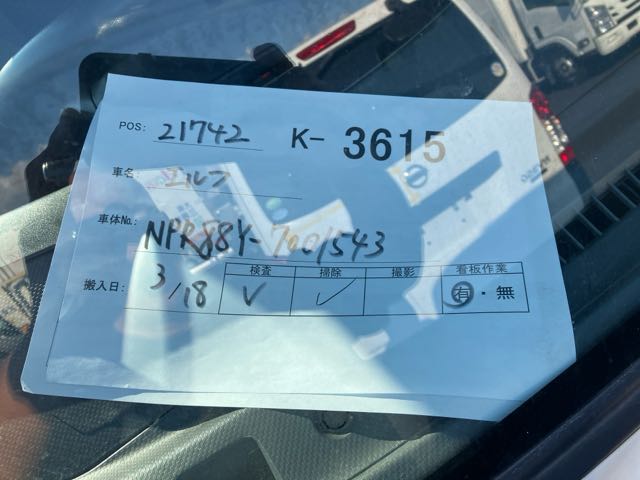 POS: 21742 K- 3615
車名 エルフ
車体No.: NPR88Y-7001543
検査 掃除 撮影 看板作業
搬入日: 3/18 V ✓ 有・無